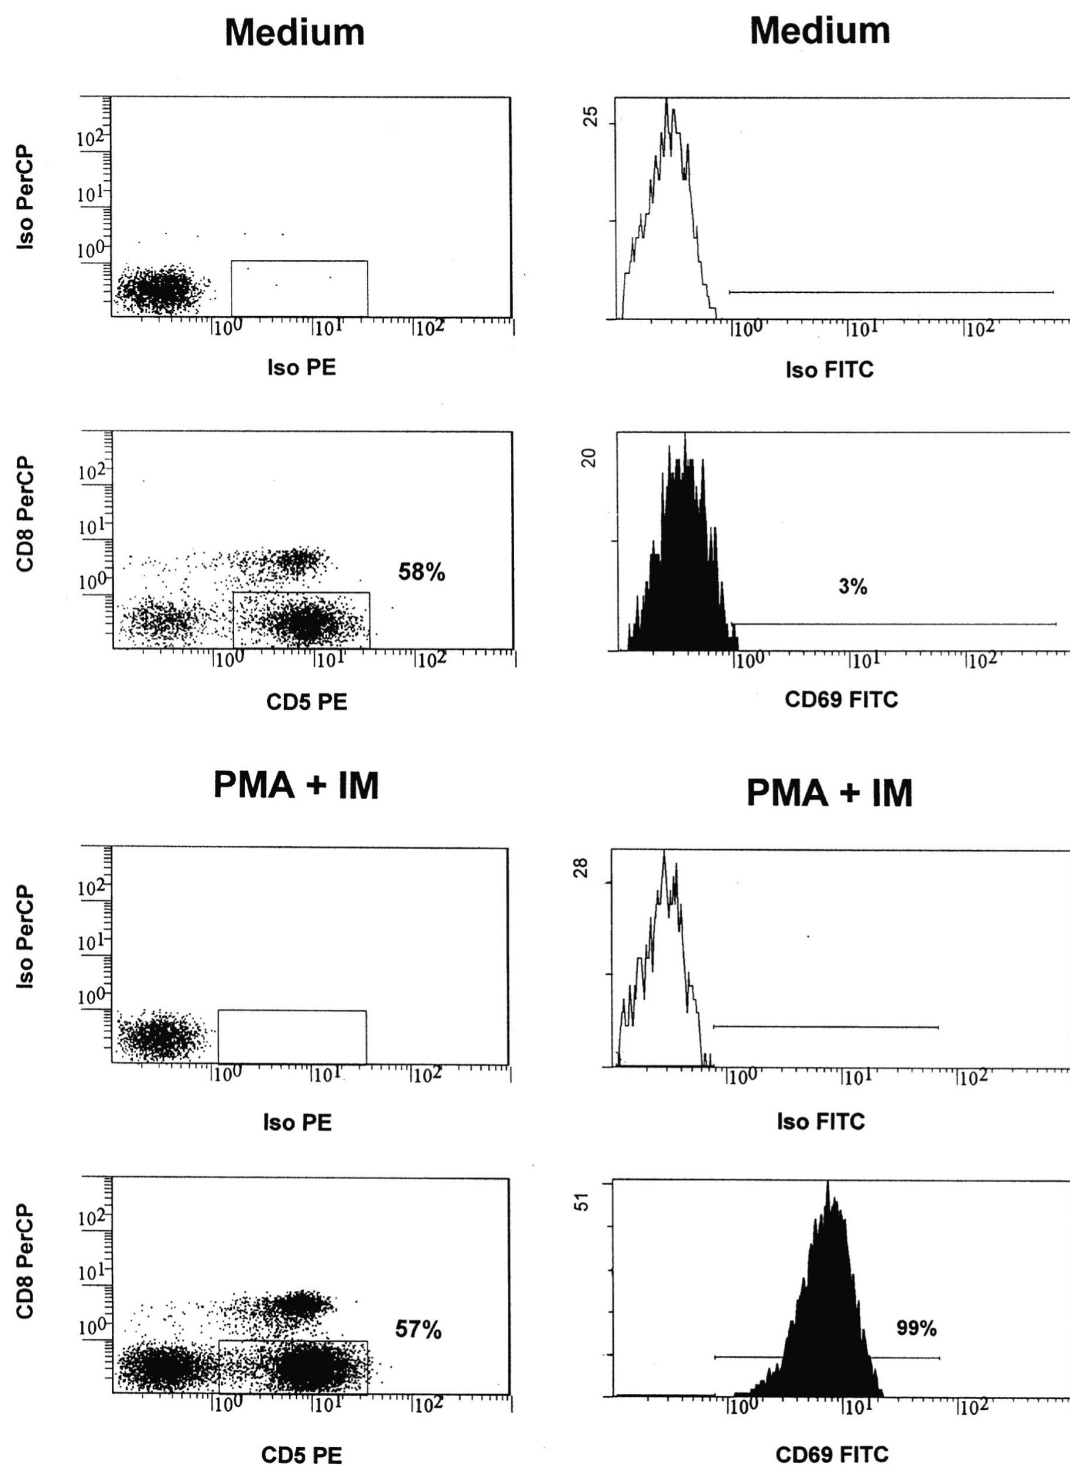 Medium
Medium
Iso PerCP
10²
10¹
10⁰
10⁰
10¹
10²
Iso PE
25
10⁰
10¹
10²
Iso FITC
CD8 PerCP
10²
10¹
10⁰
58%
10⁰
10¹
10²
CD5 PE
20
3%
10⁰
10¹
10²
CD69 FITC
PMA + IM
PMA + IM
Iso PerCP
10²
10¹
10⁰
10⁰
10¹
10²
Iso PE
28
10⁰
10¹
10²
Iso FITC
CD8 PerCP
10²
10¹
10⁰
57%
10⁰
10¹
10²
CD5 PE
51
99%
10⁰
10¹
10²
CD69 FITC